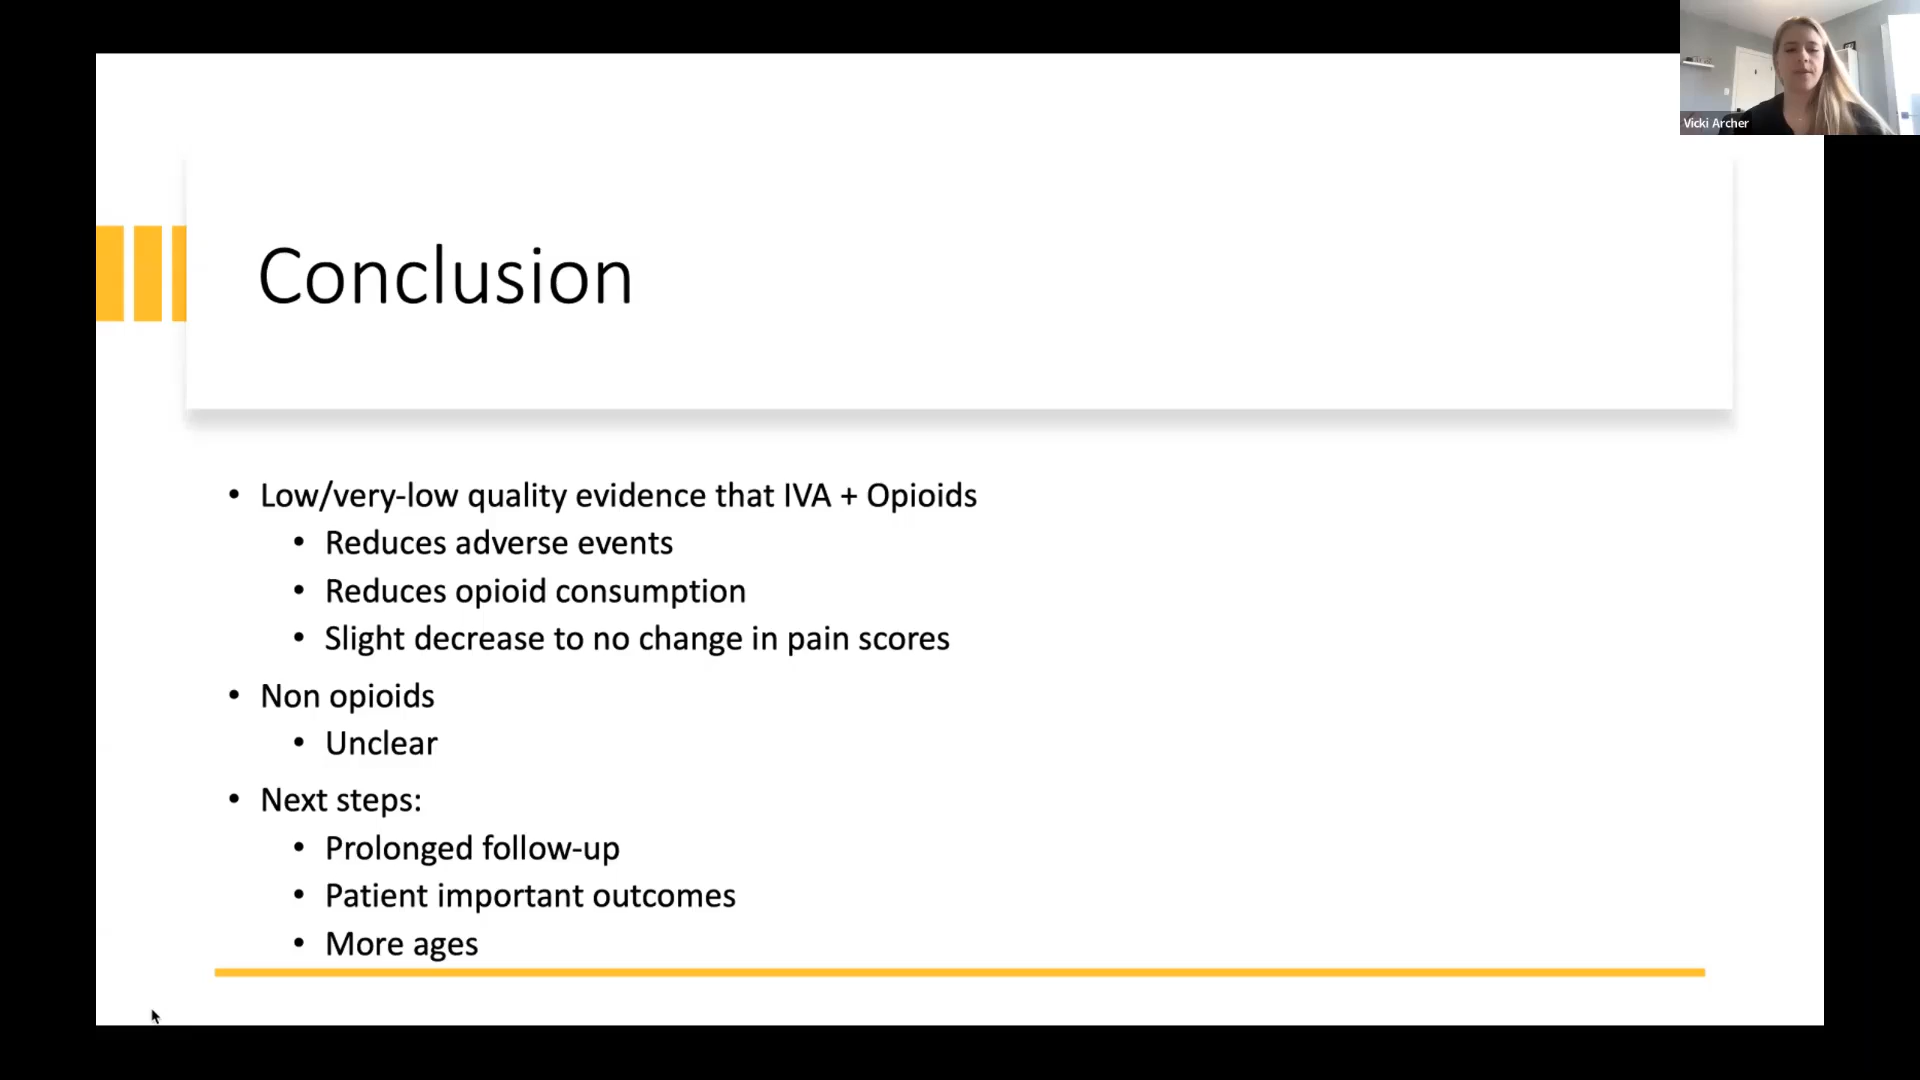 Vicki Archer
Conclusion
• Low/very-low quality evidence that IVA + Opioids
• Reduces adverse events
• Reduces opioid consumption
• Slight decrease to no change in pain scores
• Non opioids
• Unclear
• Next steps:
• Prolonged follow-up
• Patient important outcomes
• More ages